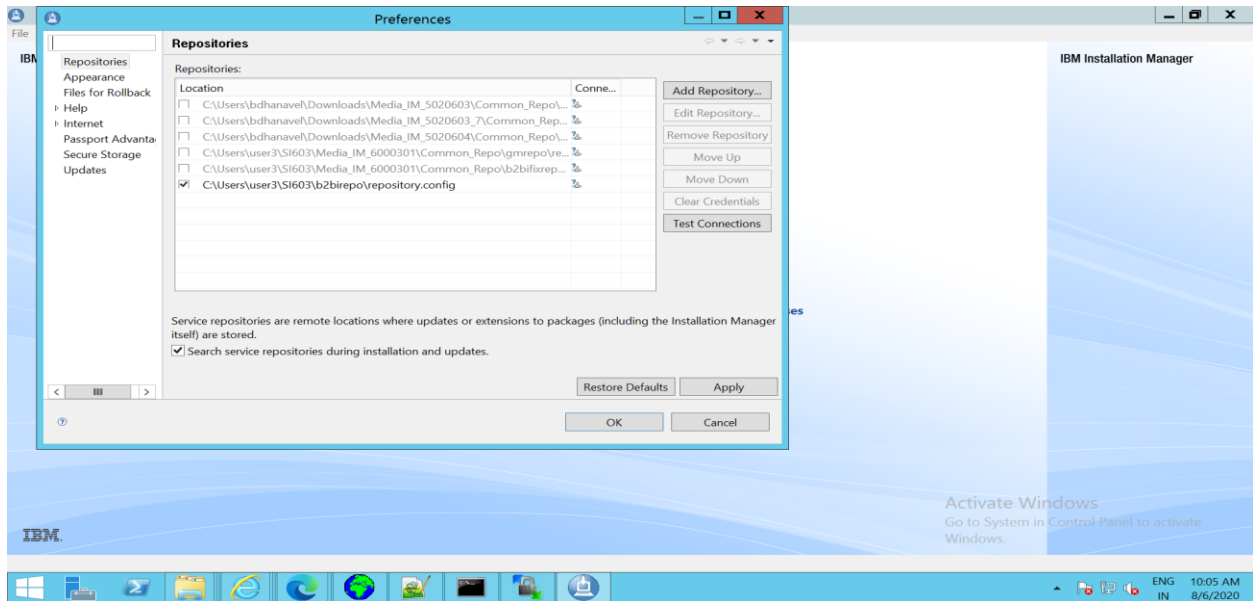 Preferences
File
IBM
IBM Installation Manager
Repositories
Appearance
Files for Rollback
Help
Internet
Passport Advanta
Secure Storage
Updates
Repositories
Repositories:
Location Conne...
C:\Users\bdhanavel\Downloads\Media_IM_5020603\Common_Repo\...
C:\Users\bdhanavel\Downloads\Media_IM_5020603_7\Common_Rep...
C:\Users\bdhanavel\Downloads\Media_IM_5020604\Common_Repo\...
C:\Users\user3\SI603\Media_IM_6000301\Common_Repo\gmrepo\re...
C:\Users\user3\SI603\Media_IM_6000301\Common_Repo\b2bifixrep...
C:\Users\user3\SI603\b2birepo\repository.config
Add Repository...
Edit Repository...
Remove Repository
Move Up
Move Down
Clear Credentials
Test Connections
Service repositories are remote locations where updates or extensions to packages (including the Installation Manager
itself) are stored.
Search service repositories during installation and updates.
Restore Defaults Apply
OK Cancel
es
Activate Windows
Go to System in Control Panel to activate
Windows.
IBM.
ENG 10:05 AM
IN 8/6/2020